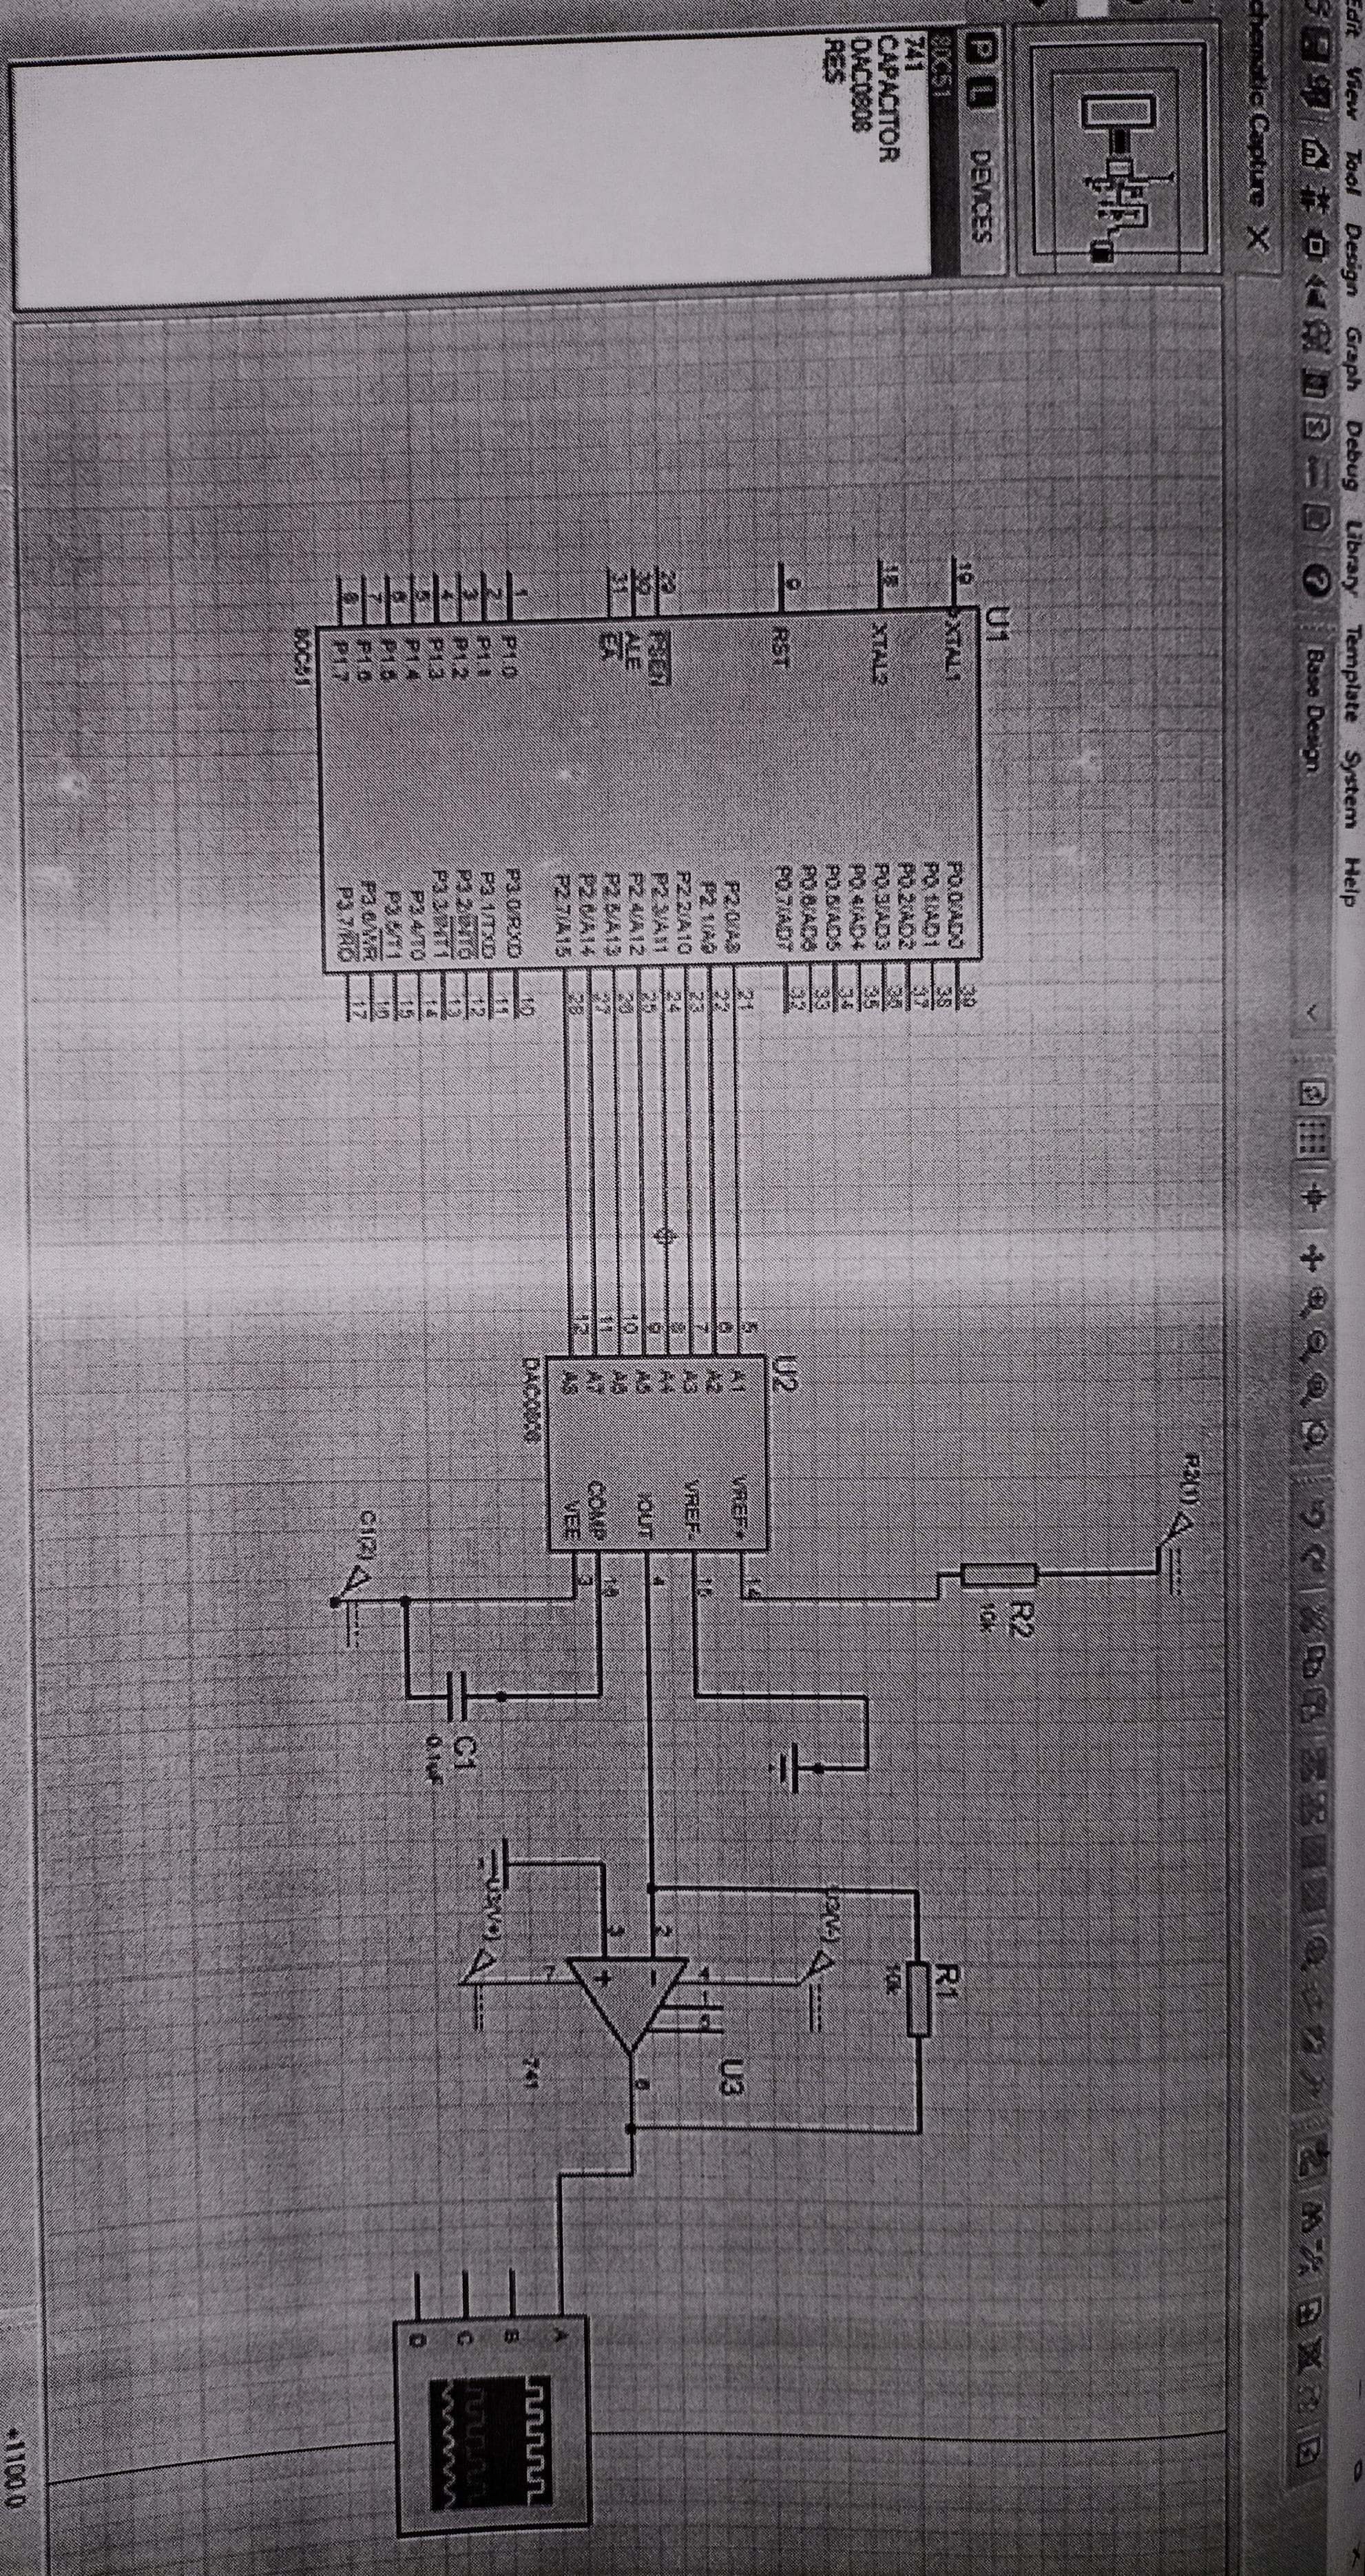 Edit View Tool Design Graph Debug Library Template System Help
Base Design
chematic Capture X
P L DEVICES
80C51
741
CAPACITOR
DAC0808
RES
U1
19
XTAL1
18
XTAL2
9
RST
29
PSEN
30
ALE
31
EA
1
P1.0
2
P1.1
3
P1.2
4
P1.3
5
P1.4
6
P1.5
7
P1.6
8
P1.7
80C51
P0.0/AD0
39
P0.1/AD1
38
P0.2/AD2
37
P0.3/AD3
36
P0.4/AD4
35
P0.5/AD5
34
P0.6/AD6
33
P0.7/AD7
32
P2.0/A8
21
P2.1/A9
22
P2.2/A10
23
P2.3/A11
24
P2.4/A12
25
P2.5/A13
26
P2.6/A14
27
P2.7/A15
28
P3.0/RXD
10
P3.1/TXD
11
P3.2/INT0
12
P3.3/INT1
13
P3.4/T0
14
P3.5/T1
15
P3.6/WR
16
P3.7/RD
17
U2
5
A1
6
A2
7
A3
8
A4
9
A5
10
A6
11
A7
12
A8
DAC0808
VREF+
14
VREF-
15
IOUT
4
COMP
16
VEE
3
R2(1)
R2
10k
C1(2)
C1
0.1uF
R1
10k
U3(V-)
U3(V+)
U3
2
3
4
7
1
5
6
741
A
B
C
D
+1100.0